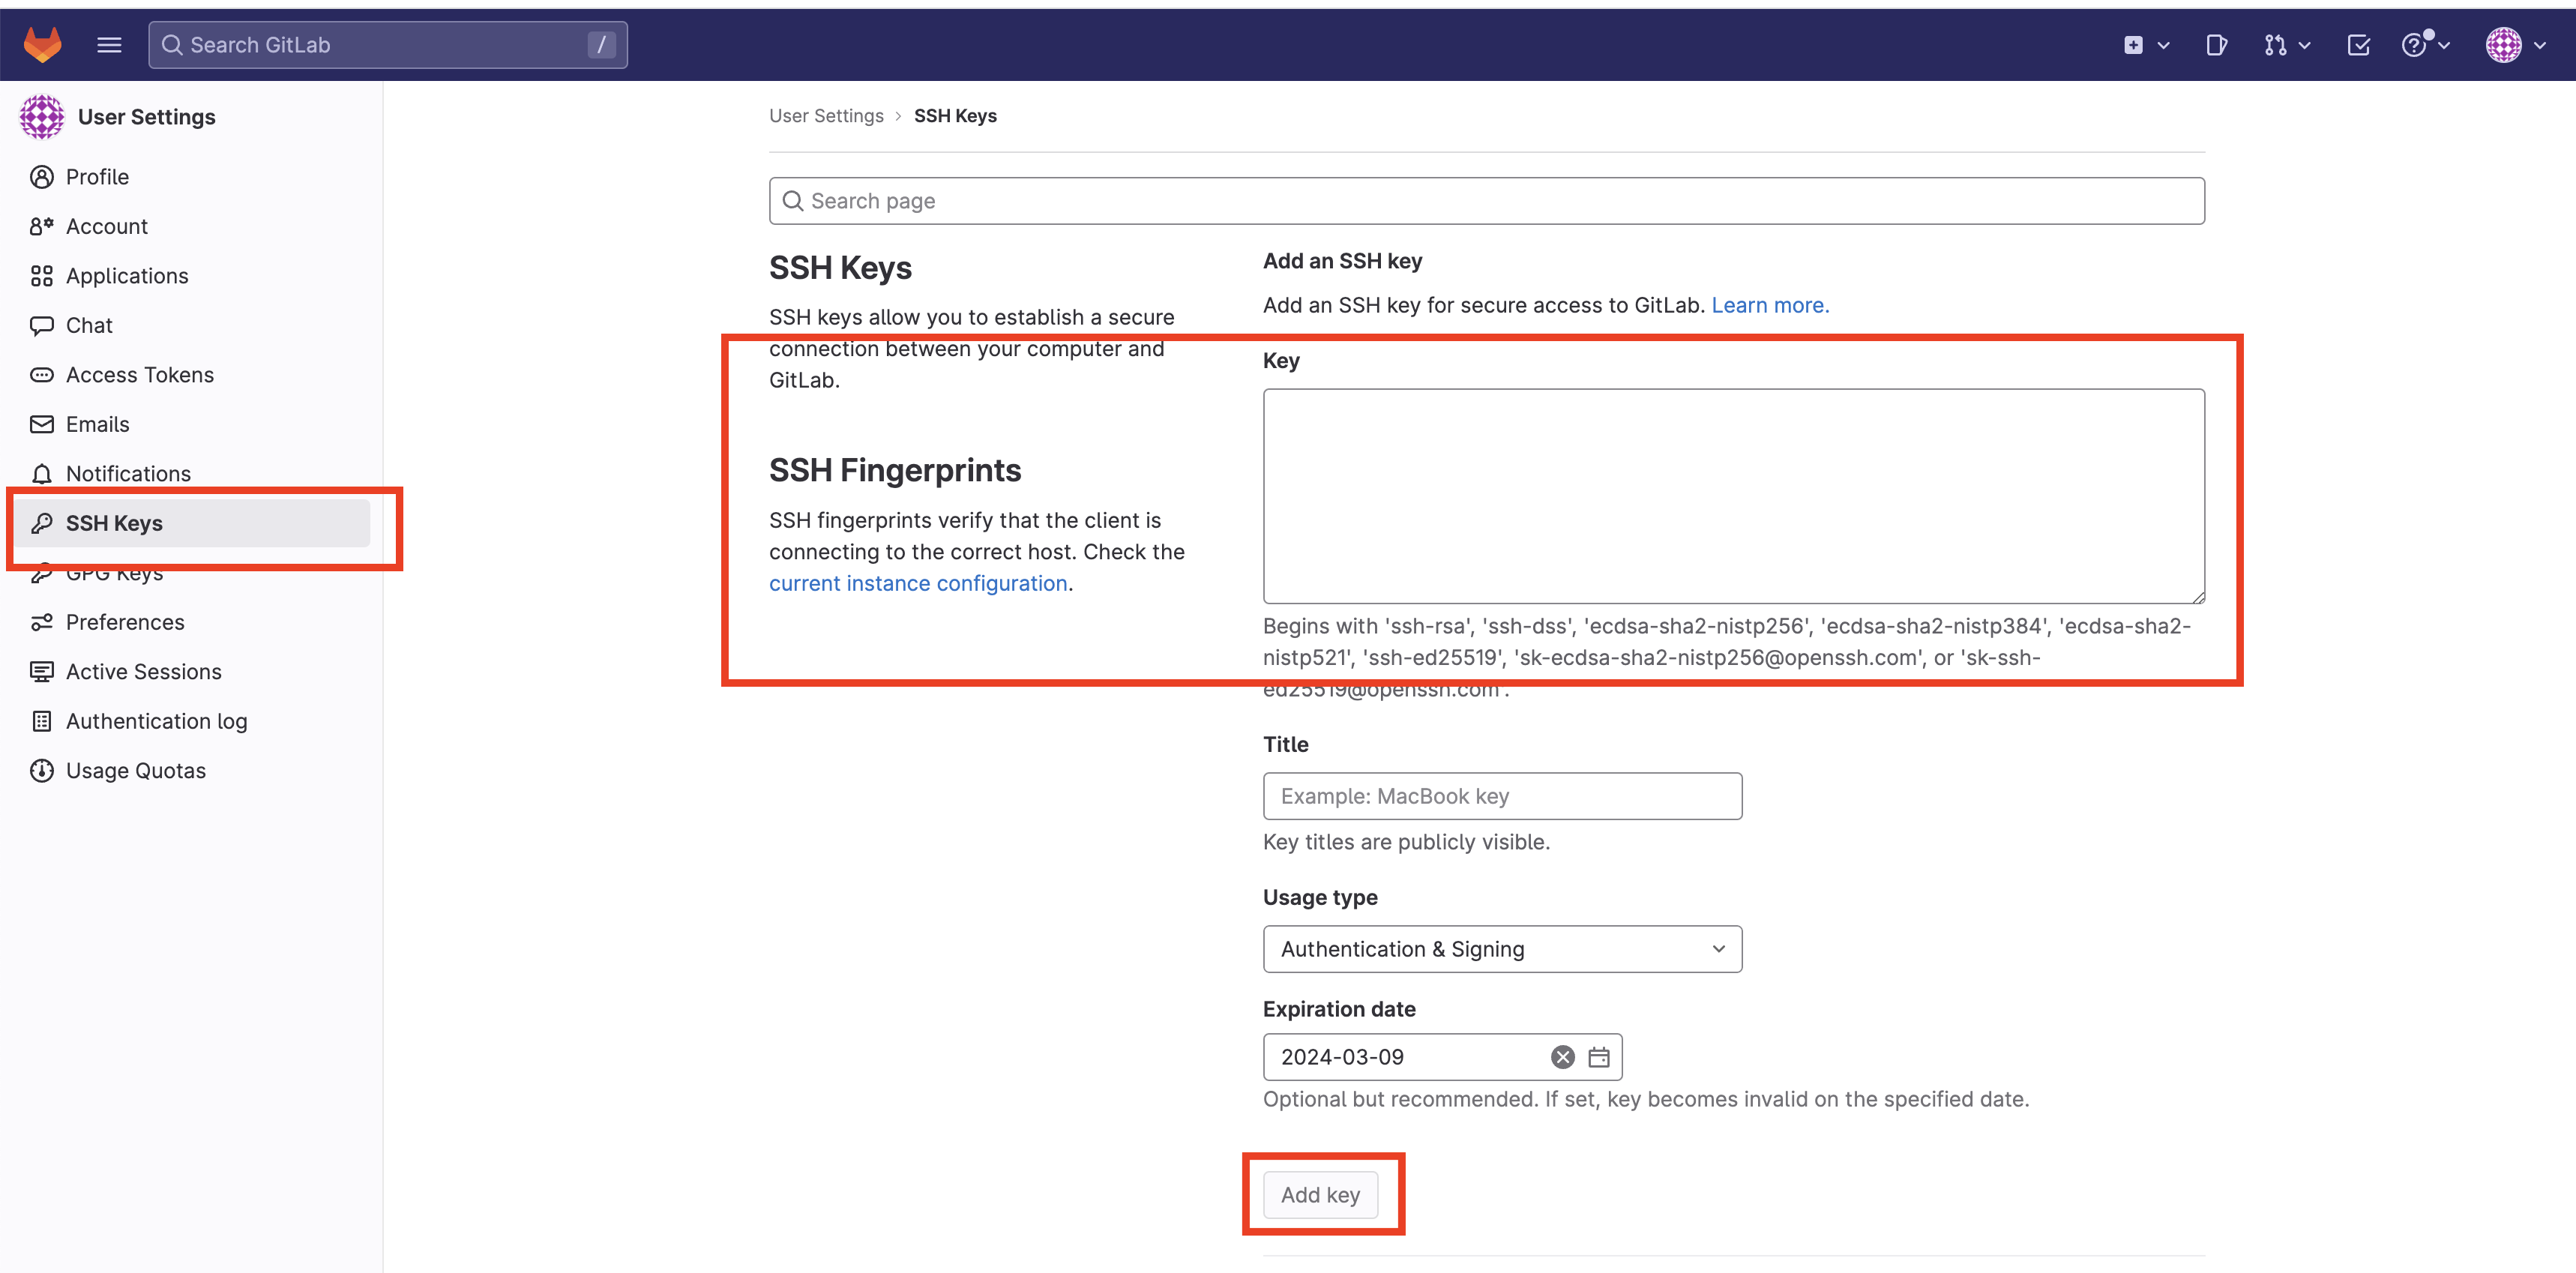 Search GitLab /
User Settings
Profile
Account
Applications
Chat
Access Tokens
Emails
Notifications
SSH Keys
GPG Keys
Preferences
Active Sessions
Authentication log
Usage Quotas
User Settings › SSH Keys
Search page
SSH Keys
SSH keys allow you to establish a secure
connection between your computer and
GitLab.
SSH Fingerprints
SSH fingerprints verify that the client is
connecting to the correct host. Check the
current instance configuration.
Add an SSH key
Add an SSH key for secure access to GitLab. Learn more.
Key
Begins with 'ssh-rsa', 'ssh-dss', 'ecdsa-sha2-nistp256', 'ecdsa-sha2-nistp384', 'ecdsa-sha2-
nistp521', 'ssh-ed25519', 'sk-ecdsa-sha2-nistp256@openssh.com', or 'sk-ssh-
ed25519@openssh.com'.
Title
Example: MacBook key
Key titles are publicly visible.
Usage type
Authentication & Signing
Expiration date
2024-03-09
Optional but recommended. If set, key becomes invalid on the specified date.
Add key